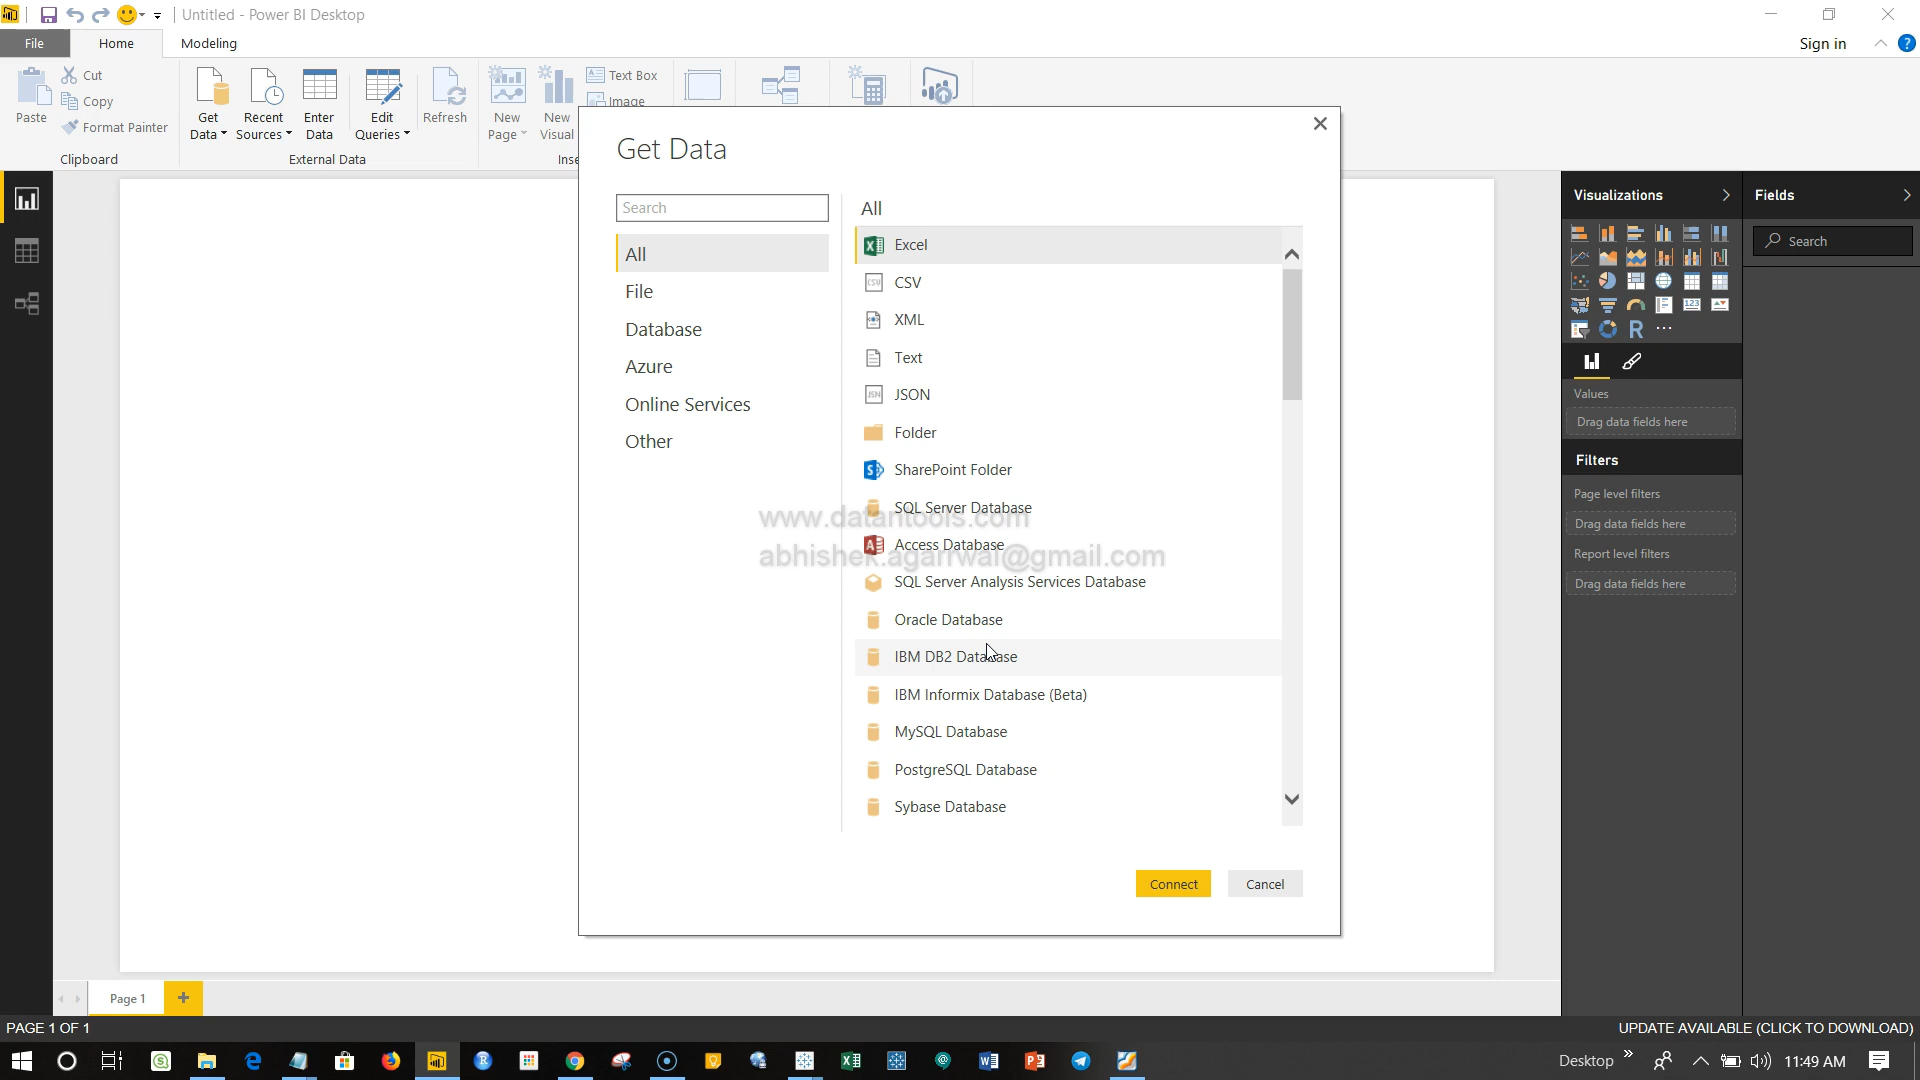 Untitled - Power BI Desktop
File
Home
Modeling
Sign in
Paste
Cut
Copy
Format Painter
Clipboard
Get Data
Recent Sources
Enter Data
Edit Queries
Refresh
External Data
New Page
New Visual
Text Box
Image
Inse
Get Data
Search
All
File
Database
Azure
Online Services
Other
All
Excel
CSV
XML
Text
JSON
Folder
SharePoint Folder
SQL Server Database
Access Database
SQL Server Analysis Services Database
Oracle Database
IBM DB2 Database
IBM Informix Database (Beta)
MySQL Database
PostgreSQL Database
Sybase Database
Connect
Cancel
www.datantools.com
abhishek.agarrwal@gmail.com
Visualizations
Values
Drag data fields here
Filters
Page level filters
Drag data fields here
Report level filters
Drag data fields here
Fields
Search
Page 1
PAGE 1 OF 1
UPDATE AVAILABLE (CLICK TO DOWNLOAD)
Desktop
11:49 AM